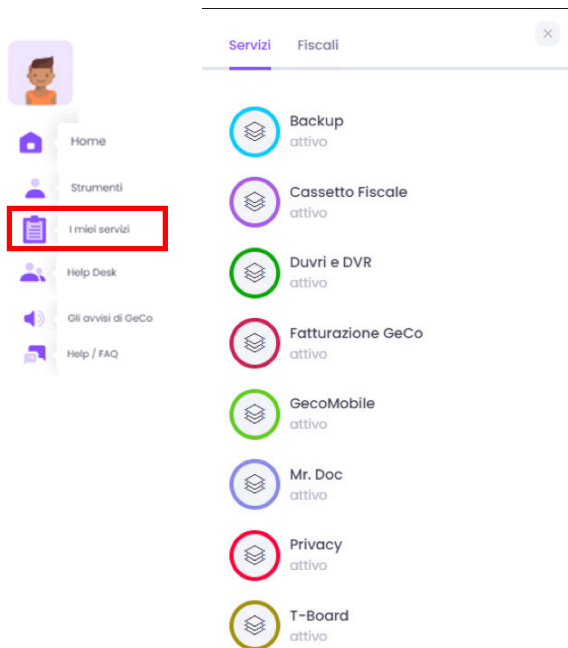 Home
Strumenti
I miei servizi
Help Desk
Gli avvisi di GeCo
Help / FAQ
Servizi Fiscali
Backup
attivo
Cassetto Fiscale
attivo
Duvri e DVR
attivo
Fatturazione GeCo
attivo
GecoMobile
attivo
Mr. Doc
attivo
Privacy
attivo
T-Board
attivo